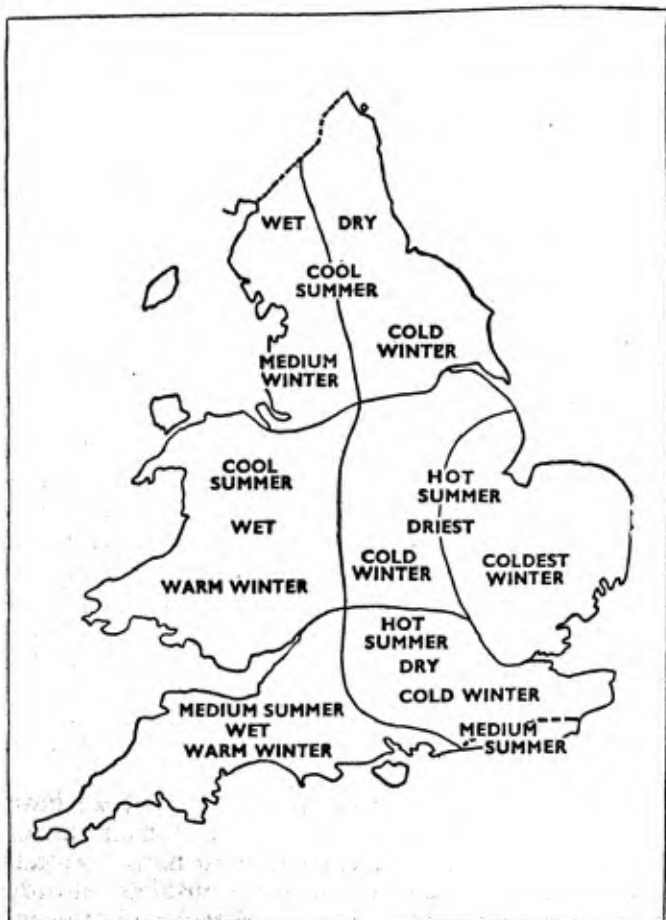 WET
DRY
COOL
SUMMER
COLD
WINTER
MEDIUM
WINTER
COOL
SUMMER
WET
WARM WINTER
HOT
SUMMER
DRIEST
COLD
WINTER
COLDEST
WINTER
HOT
SUMMER
DRY
COLD WINTER
MEDIUM SUMMER
WET
WARM WINTER
MEDIUM
SUMMER